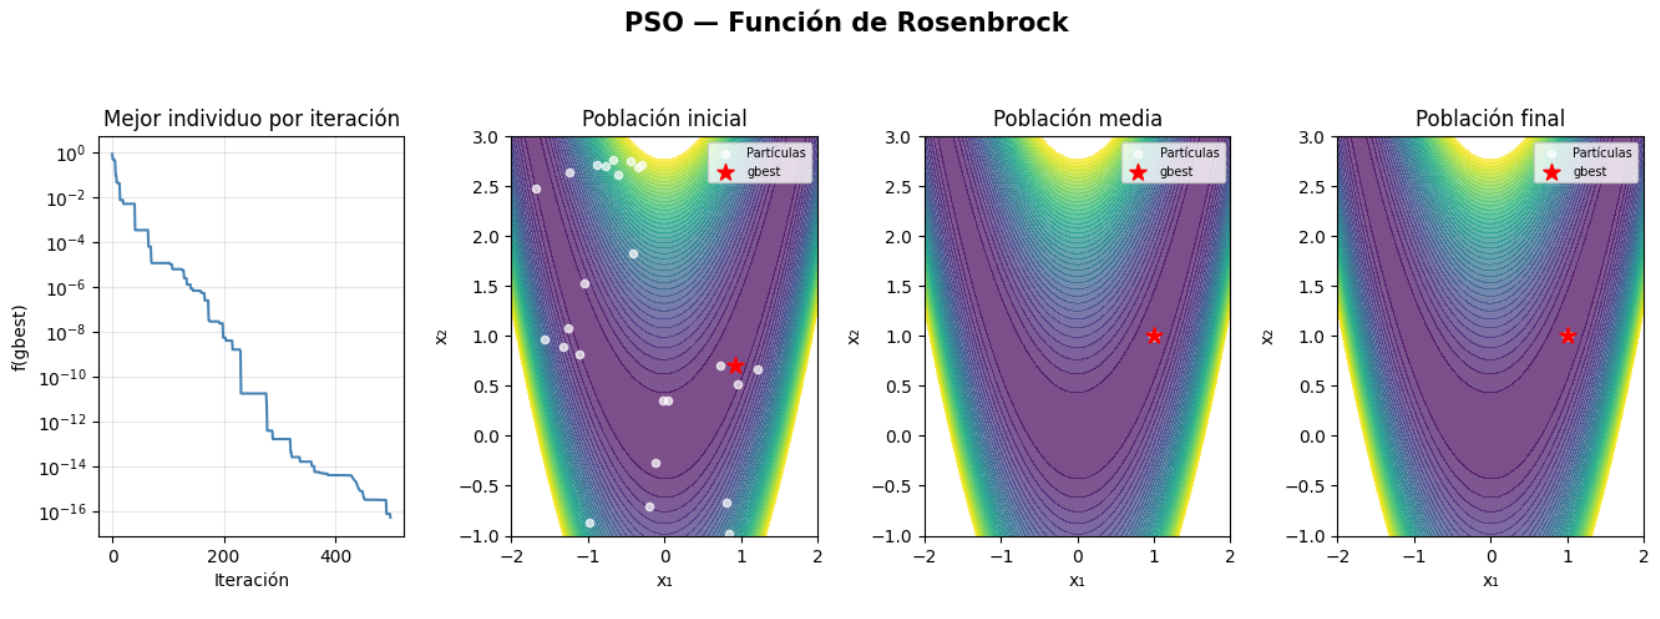 PSO — Función de Rosenbrock
Mejor individuo por iteración
f(gbest)
10⁰
10⁻²
10⁻⁴
10⁻⁶
10⁻⁸
10⁻¹⁰
10⁻¹²
10⁻¹⁴
10⁻¹⁶
0 200 400
Iteración
Población inicial
Partículas
gbest
x₂
3.0
2.5
2.0
1.5
1.0
0.5
0.0
−0.5
−1.0
−2 −1 0 1 2
x₁
Población media
Partículas
gbest
x₂
3.0
2.5
2.0
1.5
1.0
0.5
0.0
−0.5
−1.0
−2 −1 0 1 2
x₁
Población final
Partículas
gbest
x₂
3.0
2.5
2.0
1.5
1.0
0.5
0.0
−0.5
−1.0
−2 −1 0 1 2
x₁